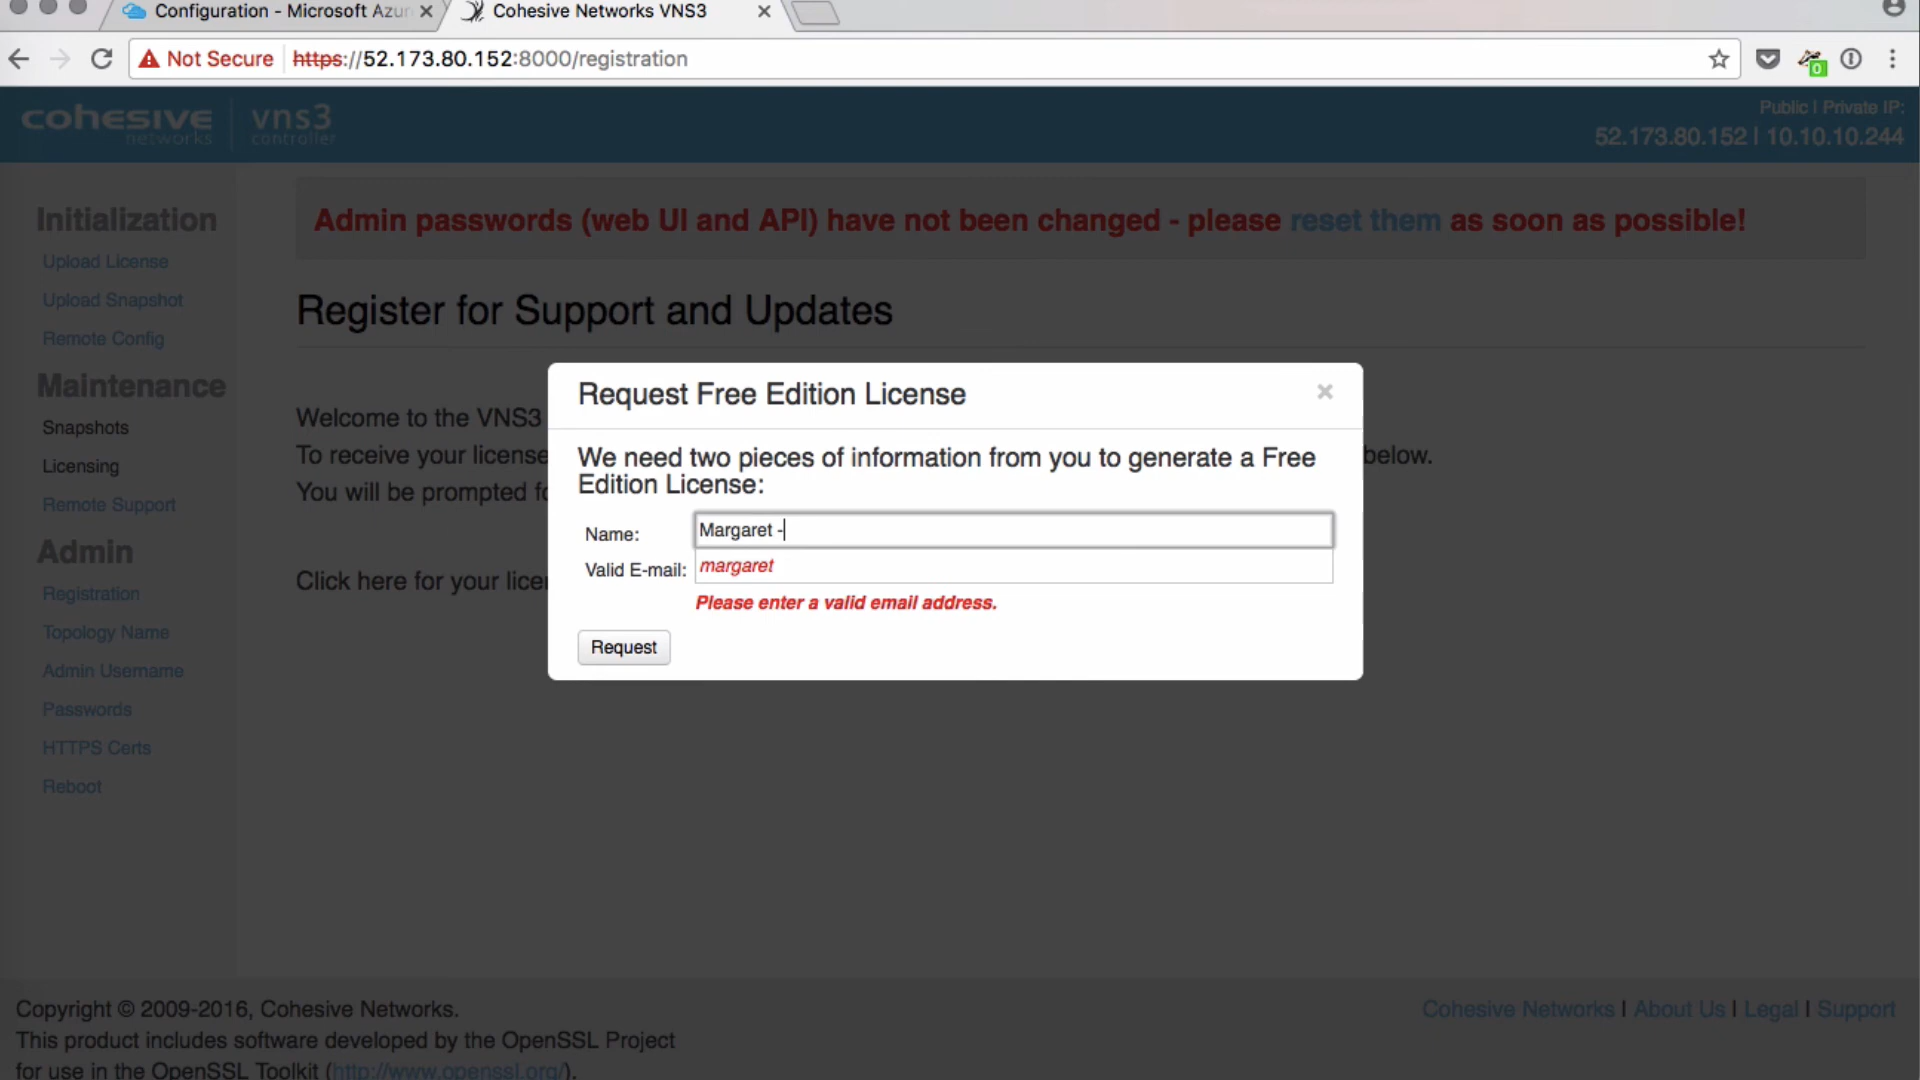 Configuration - Microsoft Azur
Cohesive Networks VNS3
Not Secure https://52.173.80.152:8000/registration
0
cohesive networks vns3 controller
Public | Private IP:
52.173.80.152 | 10.10.10.244
Initialization
Upload License
Upload Snapshot
Remote Config
Maintenance
Snapshots
Licensing
Remote Support
Admin
Registration
Topology Name
Admin Username
Passwords
HTTPS Certs
Reboot
Admin passwords (web UI and API) have not been changed - please reset them as soon as possible!
Register for Support and Updates
Welcome to the VNS3
To receive your license below.
You will be prompted fo
Click here for your licen
Request Free Edition License
We need two pieces of information from you to generate a Free
Edition License:
Name: Margaret -
Valid E-mail: margaret
Please enter a valid email address.
Request
Copyright © 2009-2016, Cohesive Networks.
This product includes software developed by the OpenSSL Project
for use in the OpenSSL Toolkit (http://www.openssl.org/).
Cohesive Networks | About Us | Legal | Support